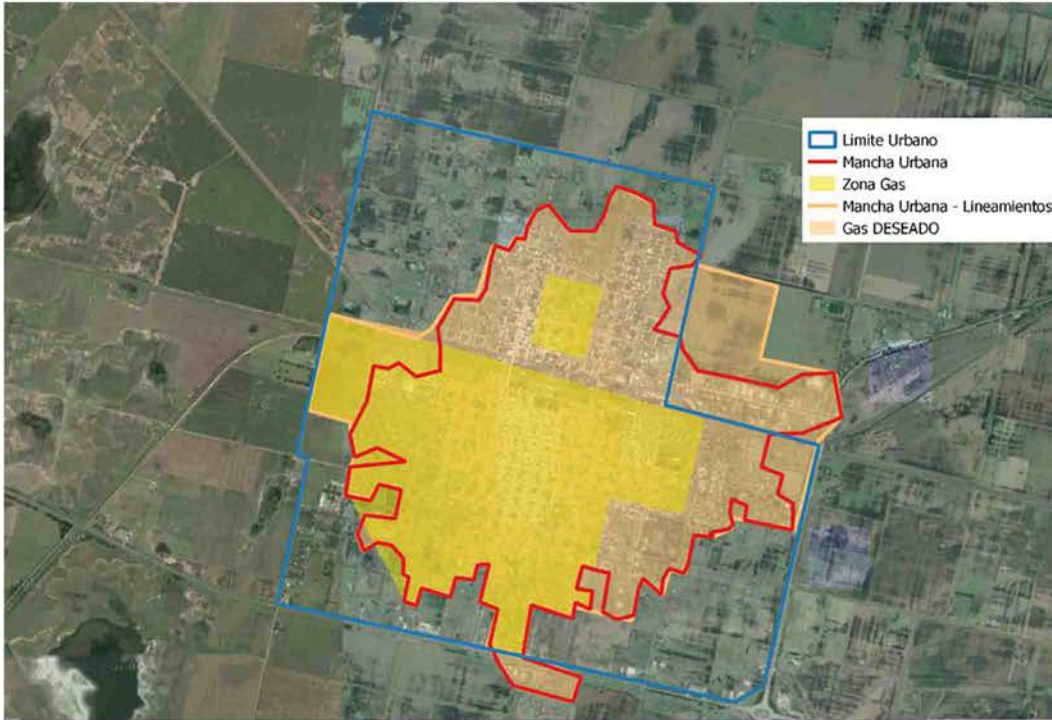 Limite Urbano
Mancha Urbana
Zona Gas
Mancha Urbana - Lineamientos
Gas DESEADO